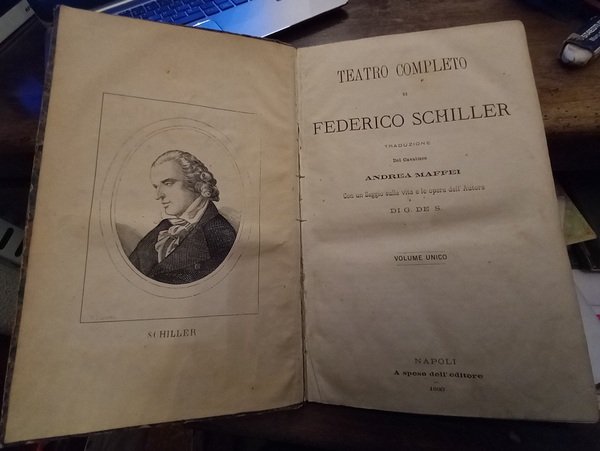 SCHILLER
TEATRO COMPLETO
DI
FEDERICO SCHILLER
TRADUZIONE
Del Cavaliere
ANDREA MAFFEI
Con un Saggio sulla vita e le opere dell'Autore
DI G. DE S.
VOLUME UNICO
NAPOLI
A spese dell'editore